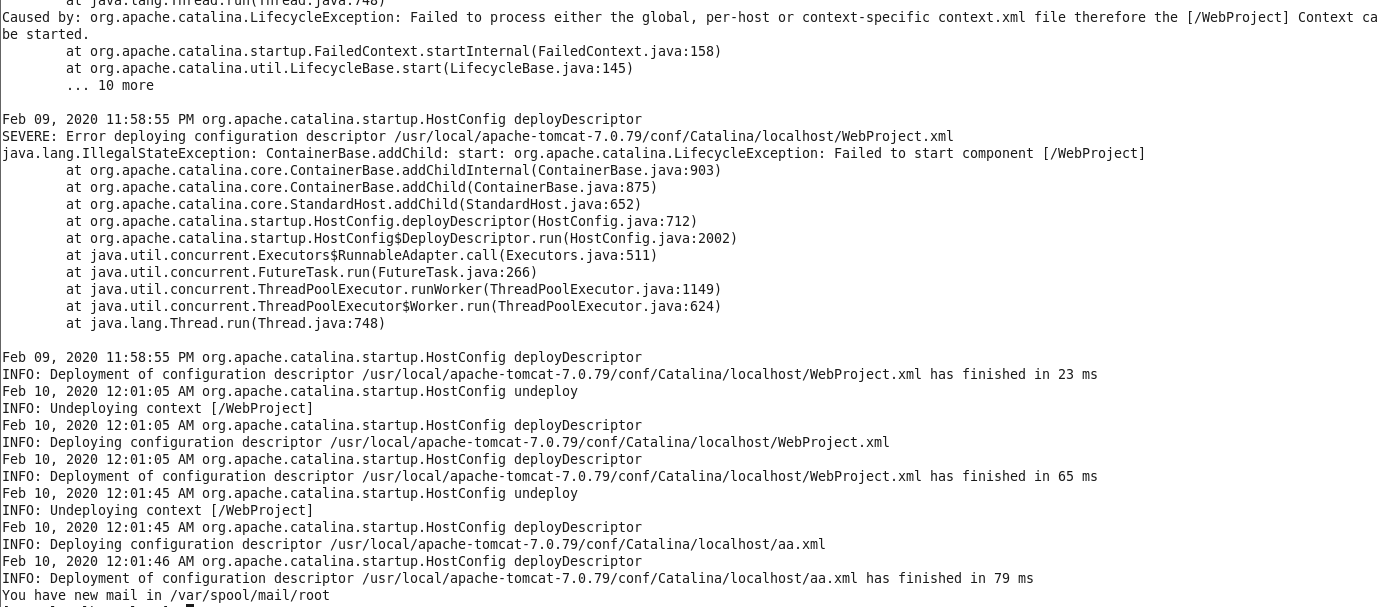 at java.lang.Thread.run(Thread.java:748)
Caused by: org.apache.catalina.LifecycleException: Failed to process either the global, per-host or context-specific context.xml file therefore the [/WebProject] Context ca
be started.
at org.apache.catalina.startup.FailedContext.startInternal(FailedContext.java:158)
at org.apache.catalina.util.LifecycleBase.start(LifecycleBase.java:145)
... 10 more
Feb 09, 2020 11:58:55 PM org.apache.catalina.startup.HostConfig deployDescriptor
SEVERE: Error deploying configuration descriptor /usr/local/apache-tomcat-7.0.79/conf/Catalina/localhost/WebProject.xml
java.lang.IllegalStateException: ContainerBase.addChild: start: org.apache.catalina.LifecycleException: Failed to start component [/WebProject]
at org.apache.catalina.core.ContainerBase.addChildInternal(ContainerBase.java:903)
at org.apache.catalina.core.ContainerBase.addChild(ContainerBase.java:875)
at org.apache.catalina.core.StandardHost.addChild(StandardHost.java:652)
at org.apache.catalina.startup.HostConfig.deployDescriptor(HostConfig.java:712)
at org.apache.catalina.startup.HostConfig$DeployDescriptor.run(HostConfig.java:2002)
at java.util.concurrent.Executors$RunnableAdapter.call(Executors.java:511)
at java.util.concurrent.FutureTask.run(FutureTask.java:266)
at java.util.concurrent.ThreadPoolExecutor.runWorker(ThreadPoolExecutor.java:1149)
at java.util.concurrent.ThreadPoolExecutor$Worker.run(ThreadPoolExecutor.java:624)
at java.lang.Thread.run(Thread.java:748)
Feb 09, 2020 11:58:55 PM org.apache.catalina.startup.HostConfig deployDescriptor
INFO: Deployment of configuration descriptor /usr/local/apache-tomcat-7.0.79/conf/Catalina/localhost/WebProject.xml has finished in 23 ms
Feb 10, 2020 12:01:05 AM org.apache.catalina.startup.HostConfig undeploy
INFO: Undeploying context [/WebProject]
Feb 10, 2020 12:01:05 AM org.apache.catalina.startup.HostConfig deployDescriptor
INFO: Deploying configuration descriptor /usr/local/apache-tomcat-7.0.79/conf/Catalina/localhost/WebProject.xml
Feb 10, 2020 12:01:05 AM org.apache.catalina.startup.HostConfig deployDescriptor
INFO: Deployment of configuration descriptor /usr/local/apache-tomcat-7.0.79/conf/Catalina/localhost/WebProject.xml has finished in 65 ms
Feb 10, 2020 12:01:45 AM org.apache.catalina.startup.HostConfig undeploy
INFO: Undeploying context [/WebProject]
Feb 10, 2020 12:01:45 AM org.apache.catalina.startup.HostConfig deployDescriptor
INFO: Deploying configuration descriptor /usr/local/apache-tomcat-7.0.79/conf/Catalina/localhost/aa.xml
Feb 10, 2020 12:01:46 AM org.apache.catalina.startup.HostConfig deployDescriptor
INFO: Deployment of configuration descriptor /usr/local/apache-tomcat-7.0.79/conf/Catalina/localhost/aa.xml has finished in 79 ms
You have new mail in /var/spool/mail/root